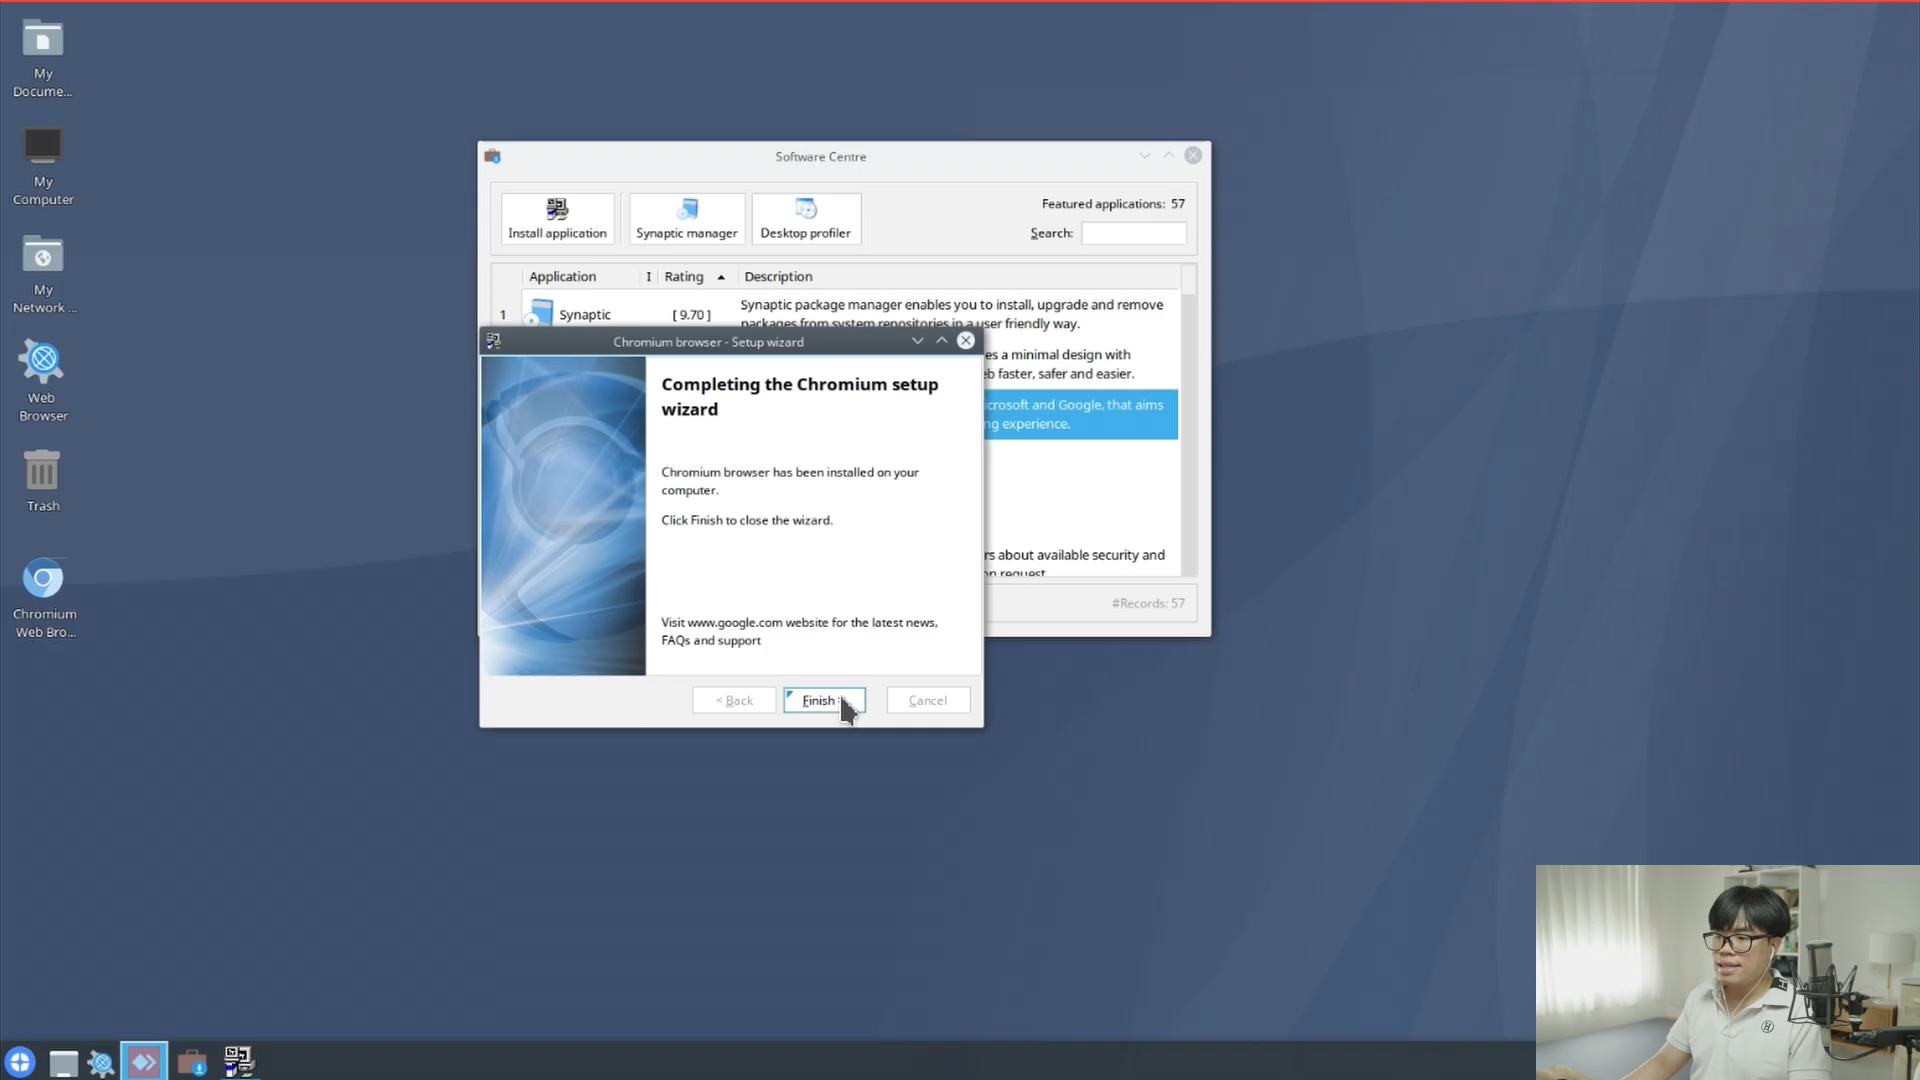 My
Docume...
My
Computer
My
Network ...
Web
Browser
Trash
Chromium
Web Bro...
Software Centre
Install application
Synaptic manager
Desktop profiler
Featured applications: 57
Search:
Application I Rating Description
1 Synaptic [ 9.70 ] Synaptic package manager enables you to install, upgrade and remove
packages from system repositories in a user friendly way.
es a minimal design with
eb faster, safer and easier.
icrosoft and Google, that aims
ng experience.
rs about available security and
on request.
#Records: 57
Chromium browser - Setup wizard
Completing the Chromium setup
wizard
Chromium browser has been installed on your
computer.
Click Finish to close the wizard.
Visit www.google.com website for the latest news,
FAQs and support
< Back
Finish
Cancel